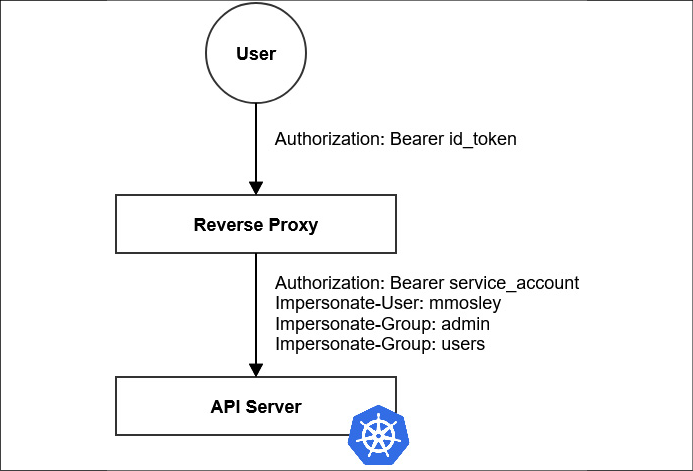 User
Authorization: Bearer id_token
Reverse Proxy
Authorization: Bearer service_account
Impersonate-User: mmosley
Impersonate-Group: admin
Impersonate-Group: users
API Server